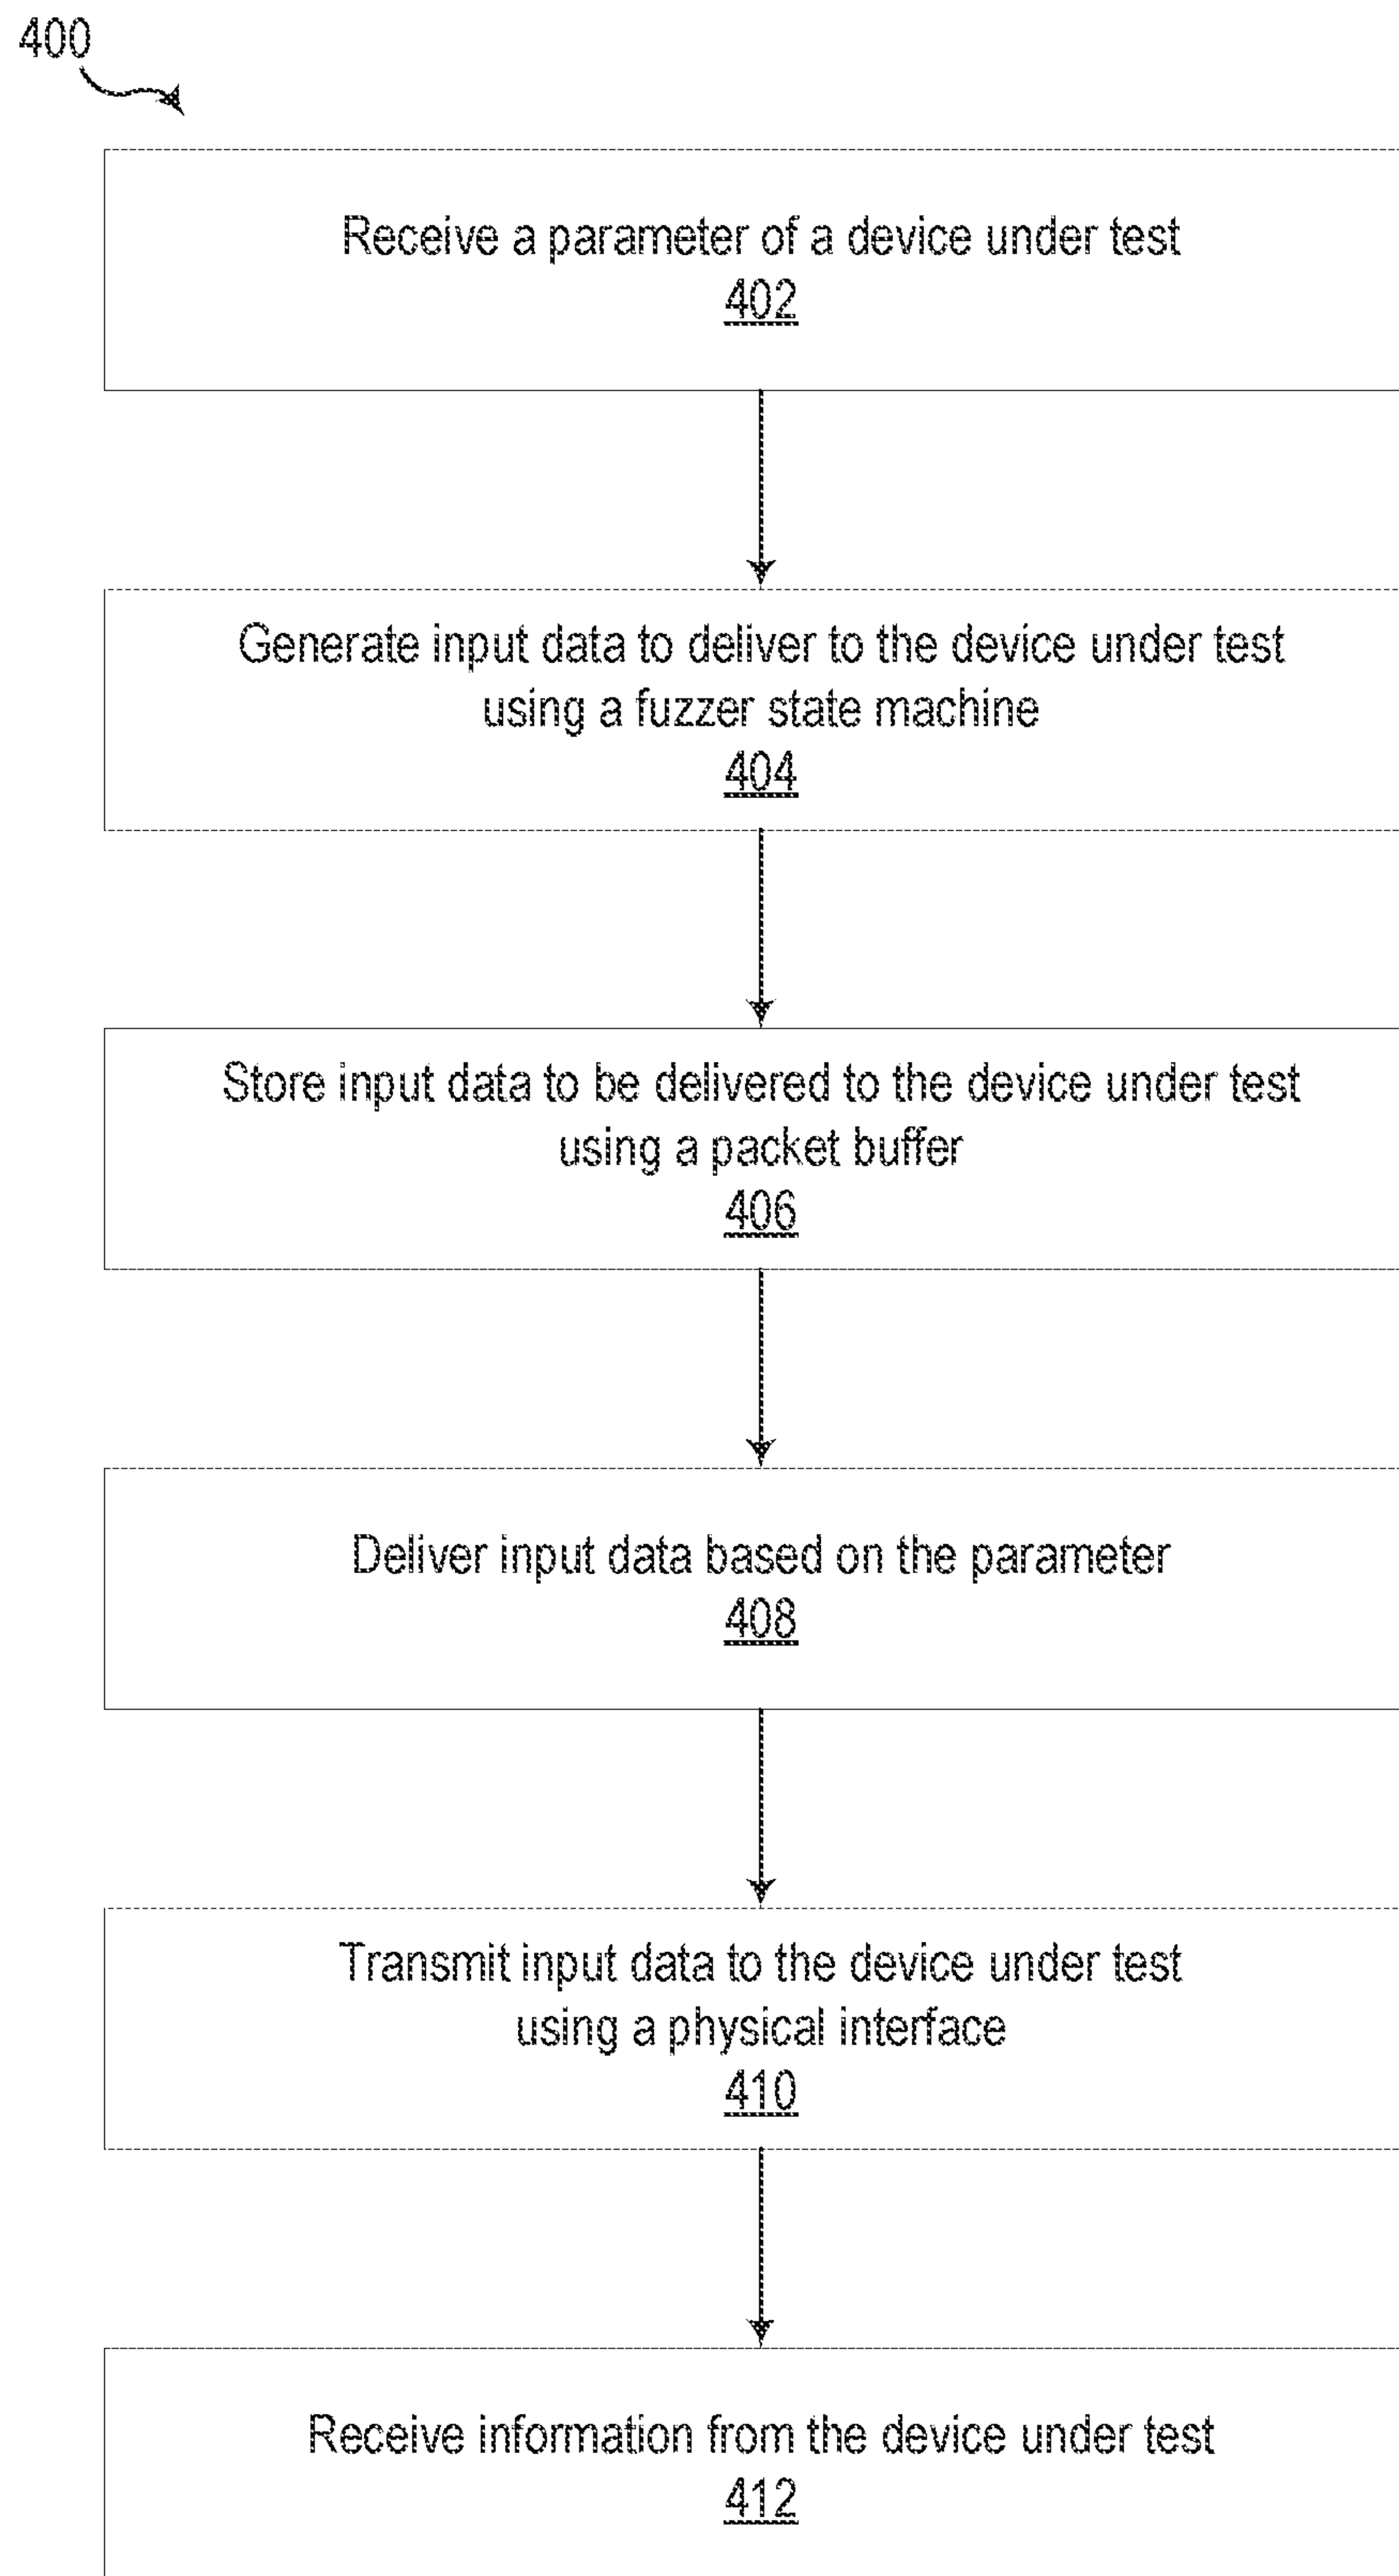 400
Receive a parameter of a device under test
402
Generate input data to deliver to the device under test
using a fuzzer state machine
404
Store input data to be delivered to the device under test
using a packet buffer
406
Deliver input data based on the parameter
408
Transmit input data to the device under test
using a physical interface
410
Receive information from the device under test
412